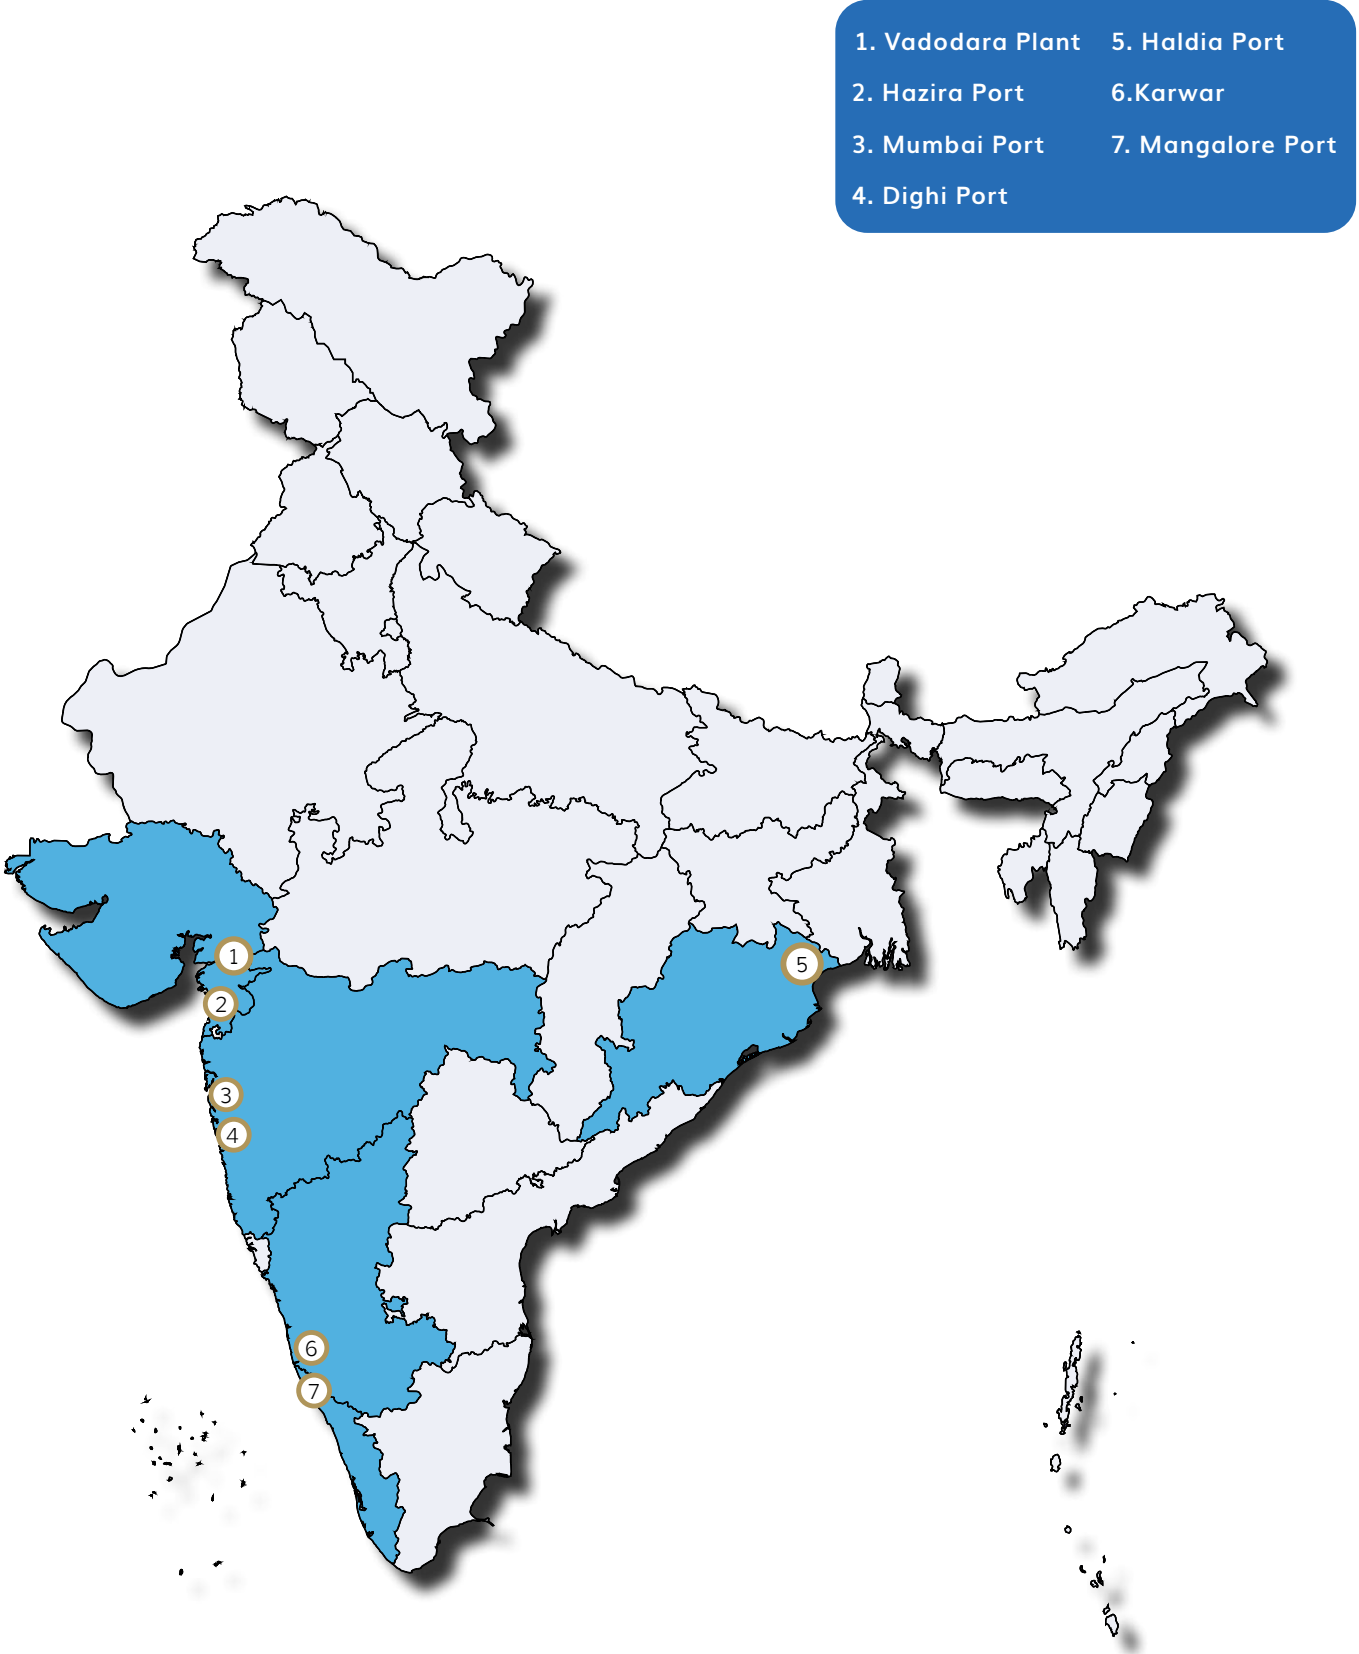 1. Vadodara Plant
2. Hazira Port
3. Mumbai Port
4. Dighi Port
5. Haldia Port
6.Karwar
7. Mangalore Port
1
2
3
4
5
6
7